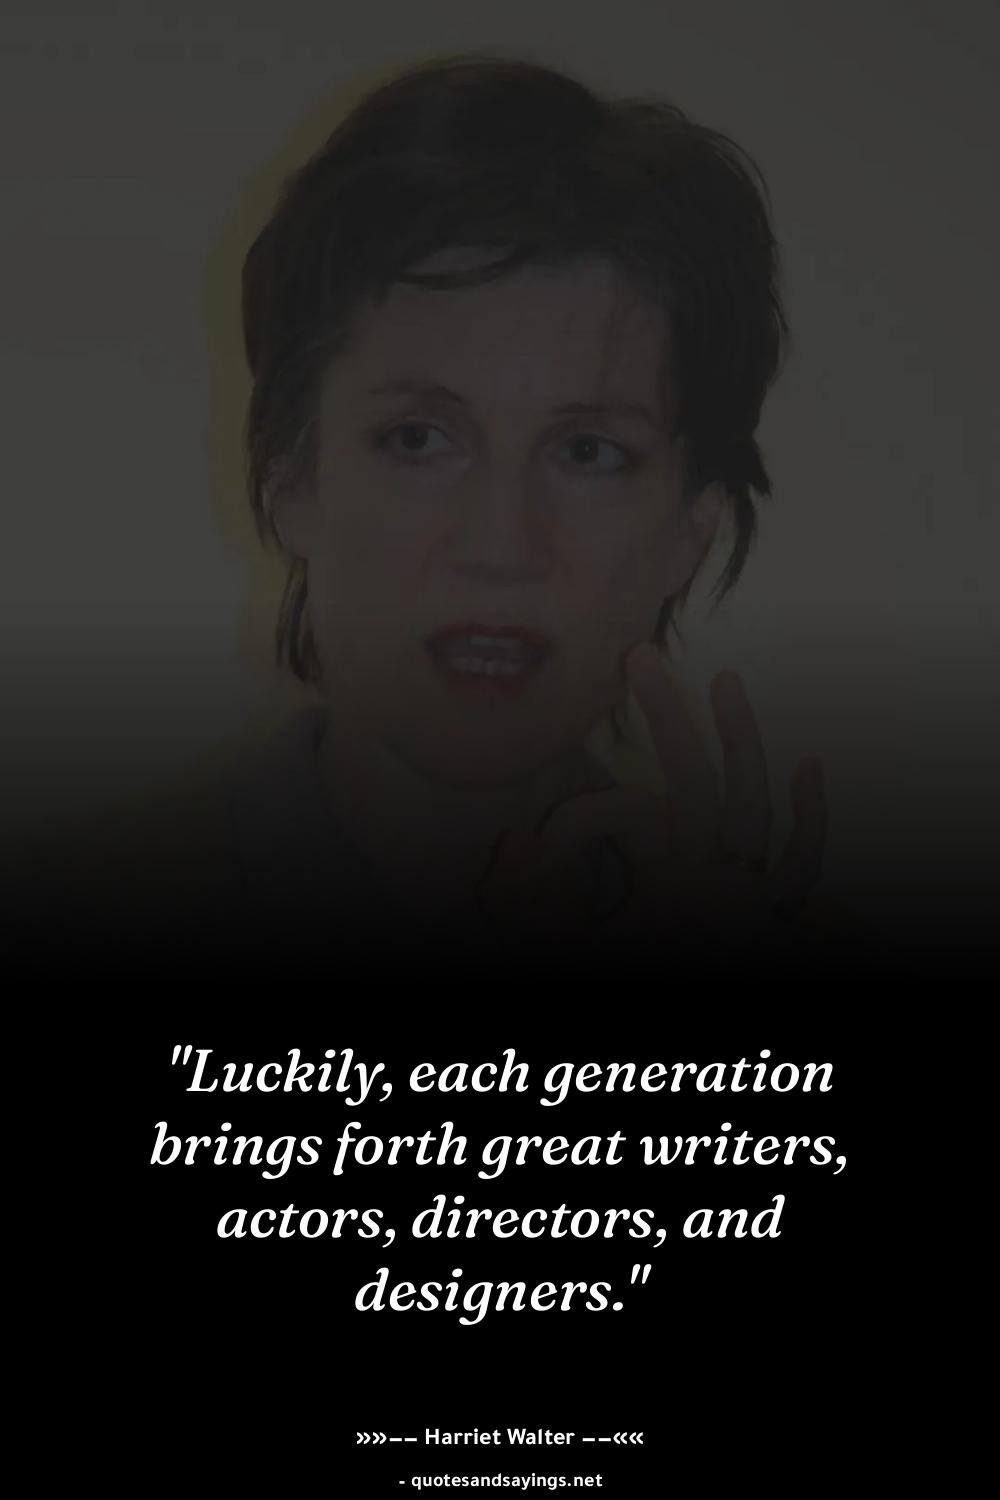 "Luckily, each generation
brings forth great writers,
actors, directors, and
designers."
»»−− Harriet Walter −−««
- quotesandsayings.net